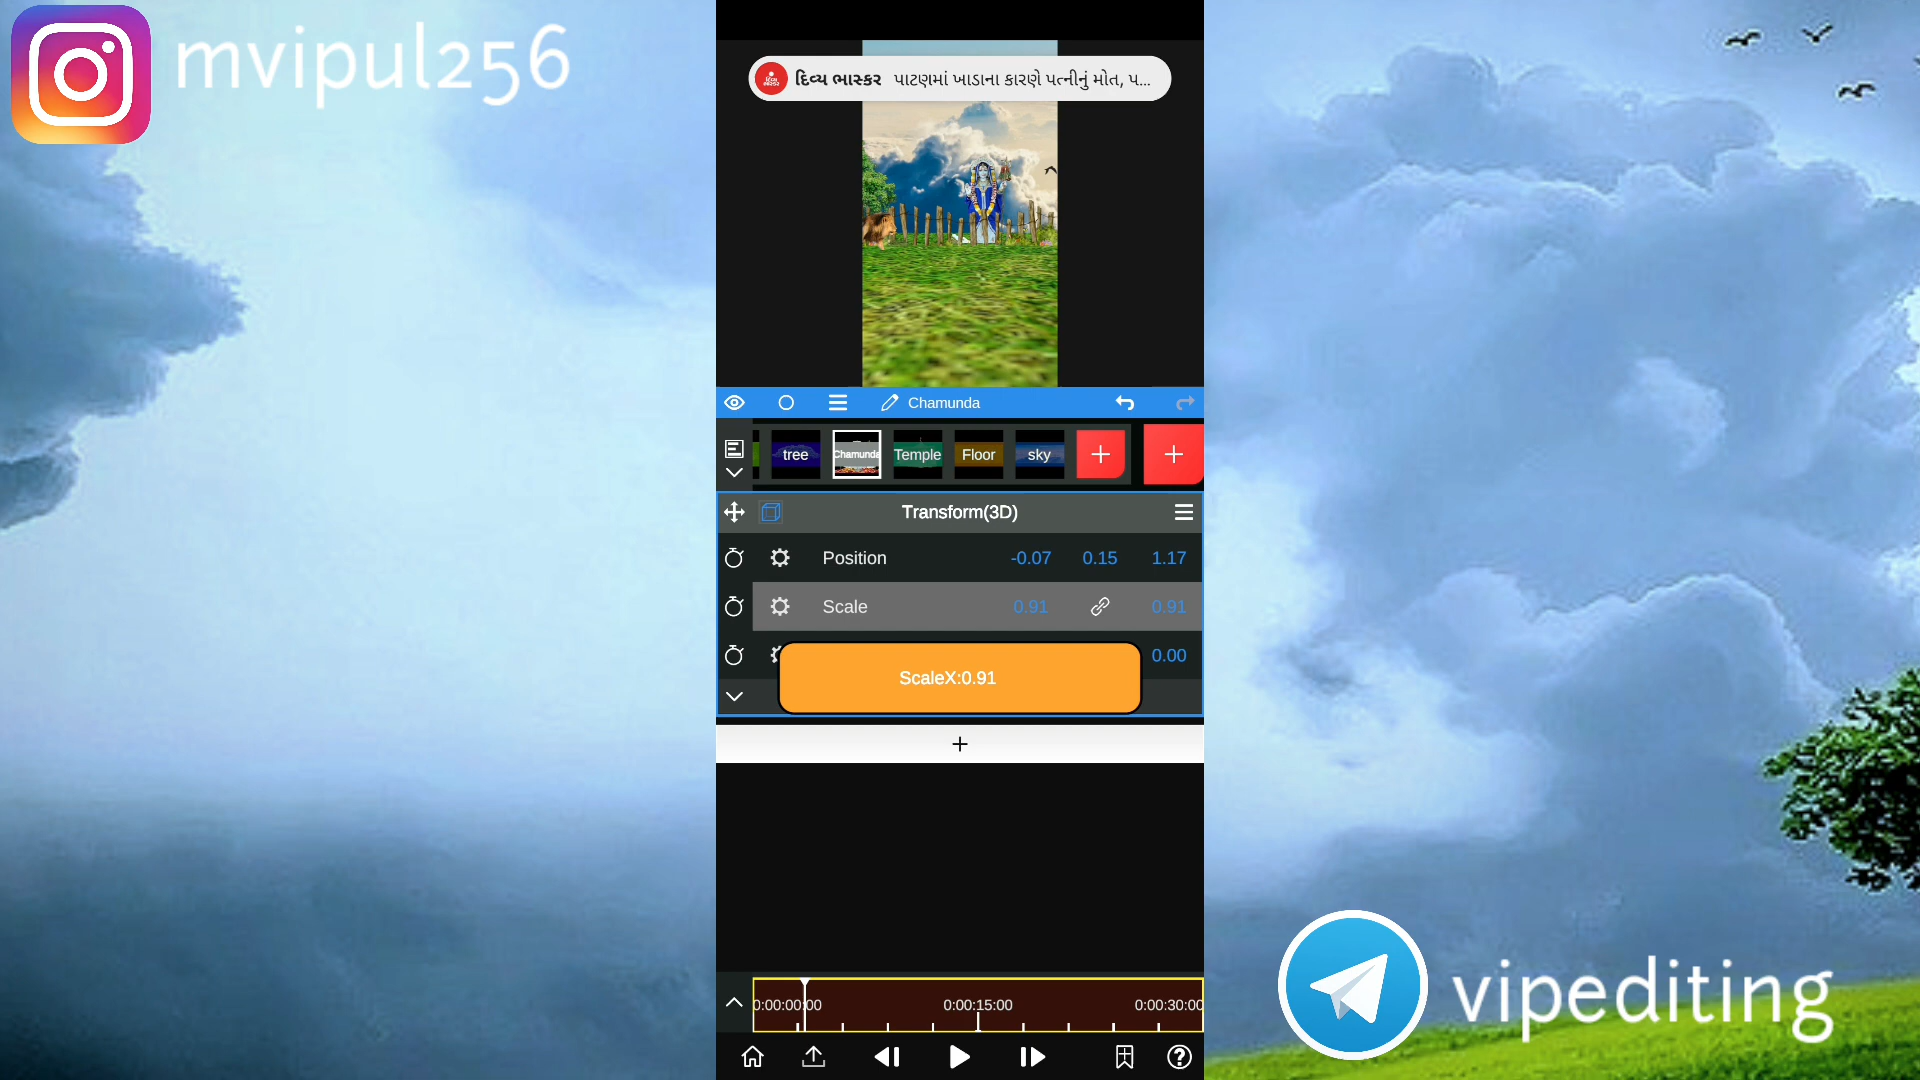 mvipul256
દિવ્ય ભાસ્કર પાટણમાં ખાડાના કારણે પત્નીનું મોત, પ...
Chamunda
tree Chamunda Temple Floor sky
Transform(3D)
Position -0.07 0.15 1.17
Scale 0.91 0.91
0.00
ScaleX:0.91
0:00:00:00 0:00:15:00 0:00:30:00
vipediting